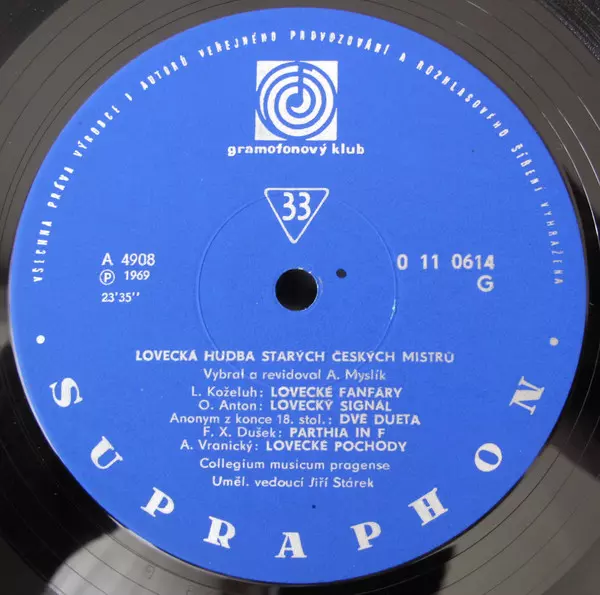 VŠECHNA PRÁVA VÝROBCE I AUTORŮ VEŘEJNÉHO PROVOZOVÁNÍ A ROZHLASOVÉHO ŠÍŘENÍ VYHRAŽENA
gramofonový klub
33
A 4908
Ⓟ 1969
23'35''
0 11 0614
G
LOVECKÁ HUDBA STARÝCH ČESKÝCH MISTRŮ
Vybral a revidoval A. Myslík
L. Koželuh: LOVECKÉ FANFÁRY
O. Anton: LOVECKÝ SIGNÁL
Anonym z konce 18. stol.: DVĚ DUETA
F. X. Dušek: PARTHIA IN F
A. Vranický: LOVECKÉ POCHODY
Collegium musicum pragense
Uměl. vedoucí Jiří Stárek
• SUPRAPHON •